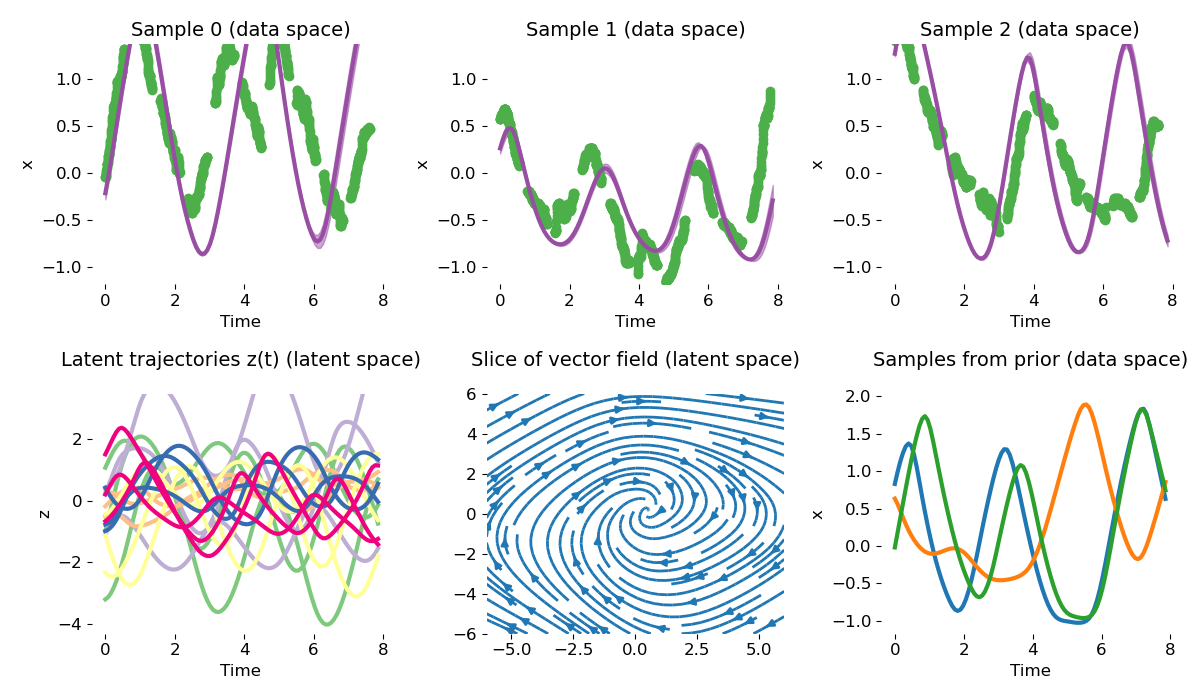 Sample 0 (data space)
Sample 1 (data space)
Sample 2 (data space)
1.0
0.5
0.0
−0.5
−1.0
x
0 2 4 6 8
Time
1.0
0.5
0.0
−0.5
−1.0
x
0 2 4 6 8
Time
1.0
0.5
0.0
−0.5
−1.0
x
0 2 4 6 8
Time
Latent trajectories z(t) (latent space)
Slice of vector field (latent space)
Samples from prior (data space)
2
0
−2
−4
z
0 2 4 6 8
Time
6
4
2
0
−2
−4
−6
−5.0 −2.5 0.0 2.5 5.0
2.0
1.5
1.0
0.5
0.0
−0.5
−1.0
x
0 2 4 6 8
Time